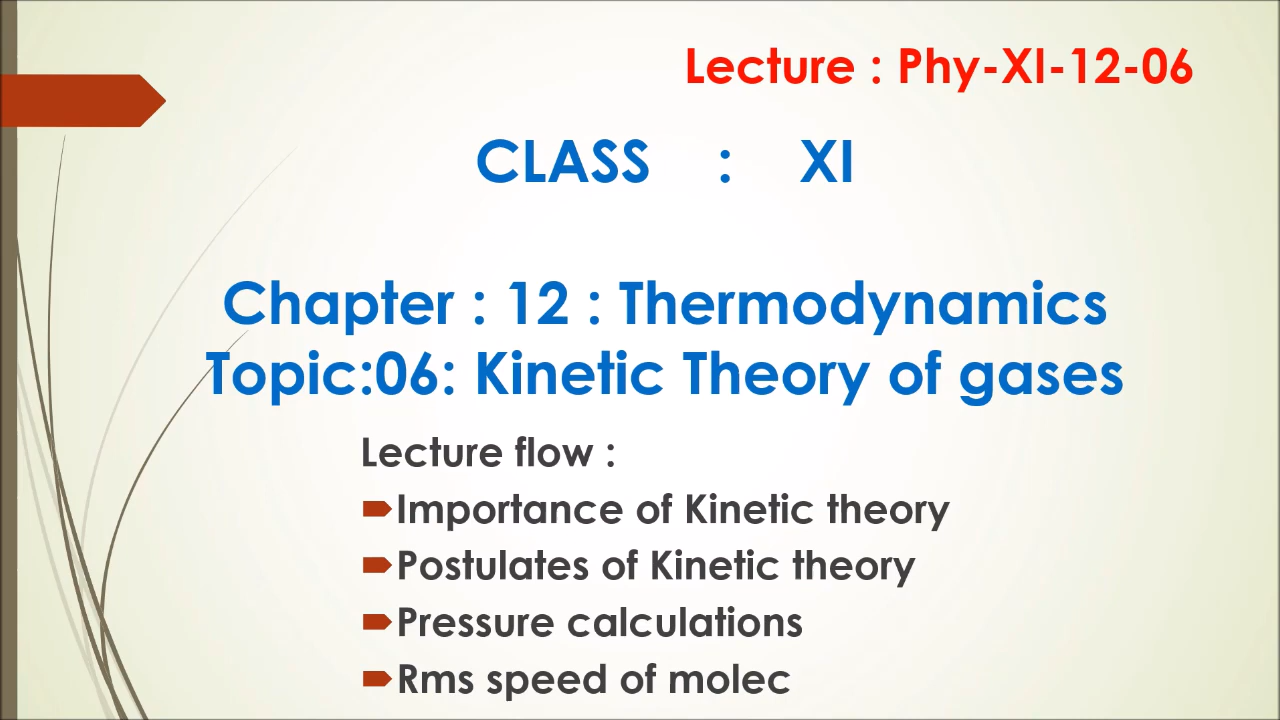 Lecture : Phy-XI-12-06
CLASS : XI
Chapter : 12 : Thermodynamics
Topic:06: Kinetic Theory of gases
Lecture flow :
Importance of Kinetic theory
Postulates of Kinetic theory
Pressure calculations
Rms speed of molec